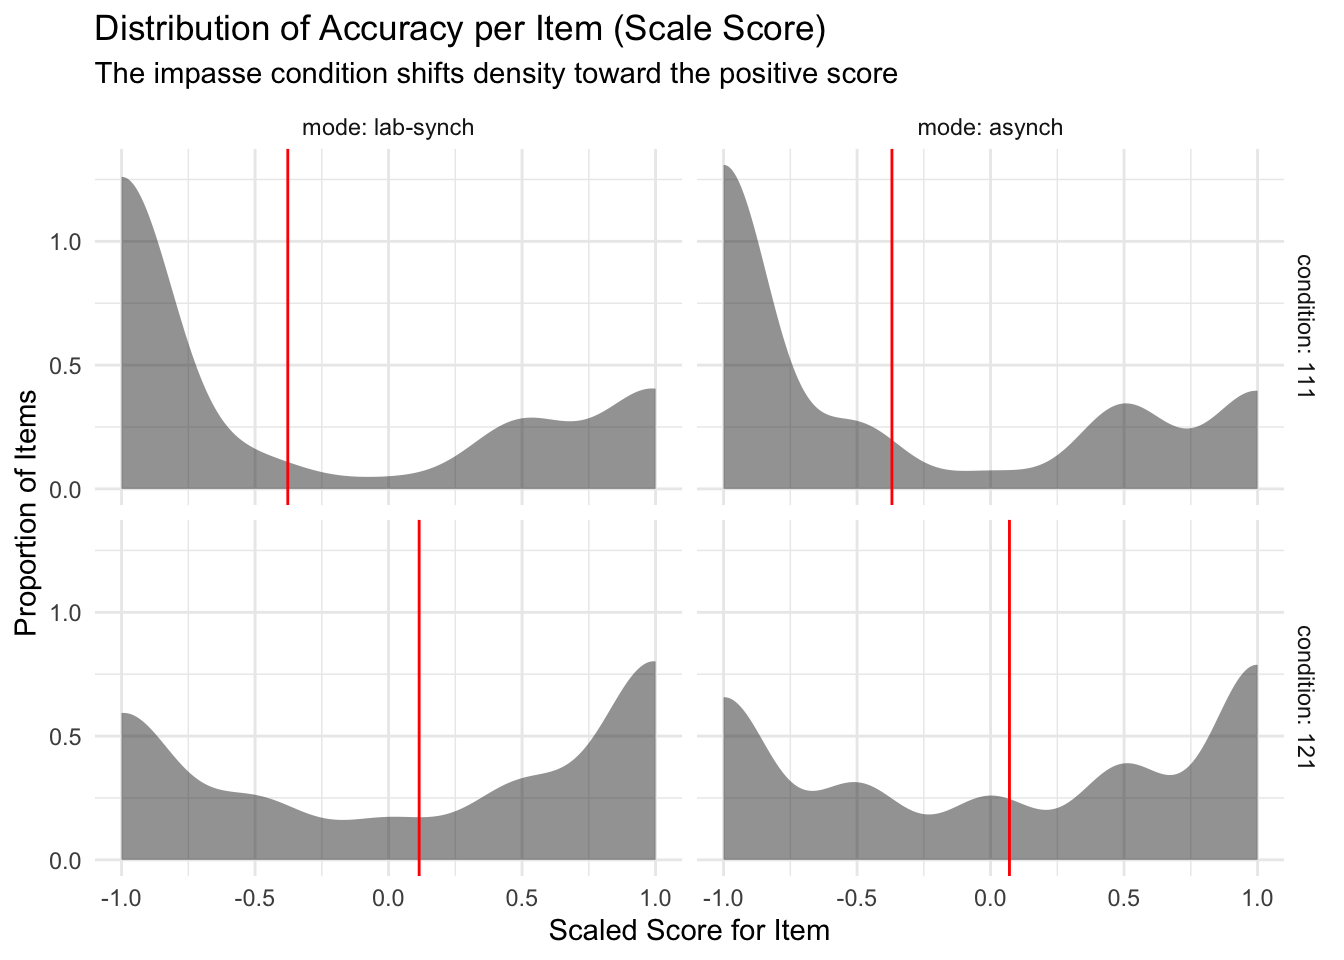 Distribution of Accuracy per Item (Scale Score)
The impasse condition shifts density toward the positive score
mode: lab-synch
mode: asynch
1.0
0.5
0.0
condition: 111
Proportion of Items
1.0
0.5
0.0
condition: 121
-1.0 -0.5 0.0 0.5 1.0
-1.0 -0.5 0.0 0.5 1.0
Scaled Score for Item